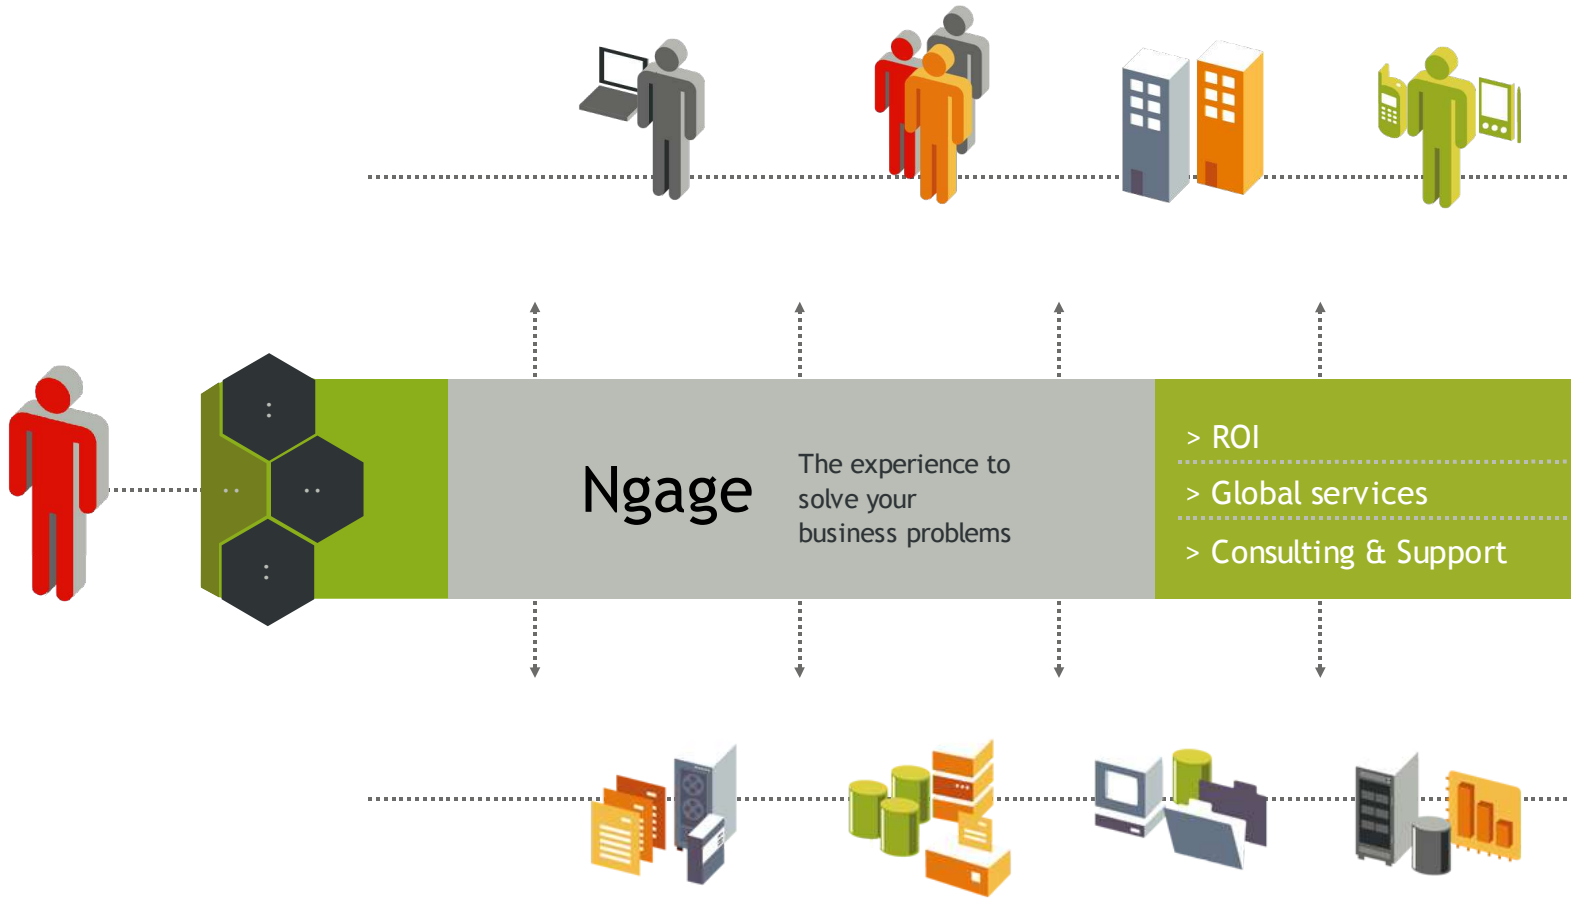 Ngage
The experience to
solve your
business problems
> ROI
> Global services
> Consulting & Support